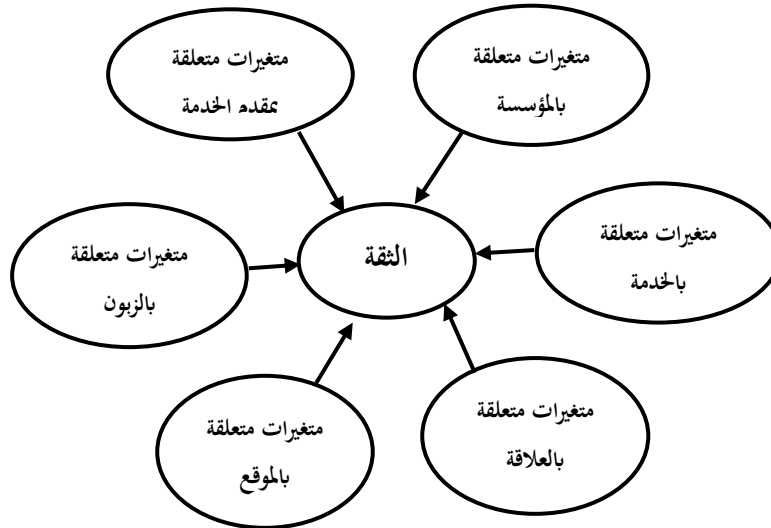 متغيرات متعلقة
بالمؤسسة
متغيرات متعلقة
بمقدم الخدمة
متغيرات متعلقة
بالخدمة
الثقة
متغيرات متعلقة
بالزبون
متغيرات متعلقة
بالعلاقة
متغيرات متعلقة
بالموقع